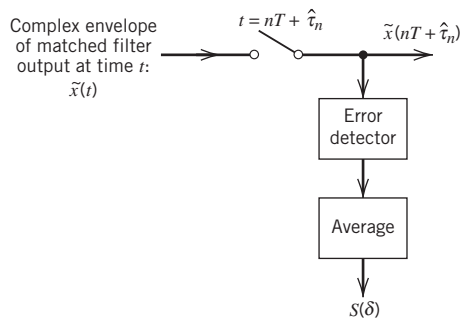 Complex envelope
of matched filter
output at time t:
x̃(t)
t = nT + τ̂ₙ
x̃(nT + τ̂ₙ)
Error
detector
Average
S(δ)